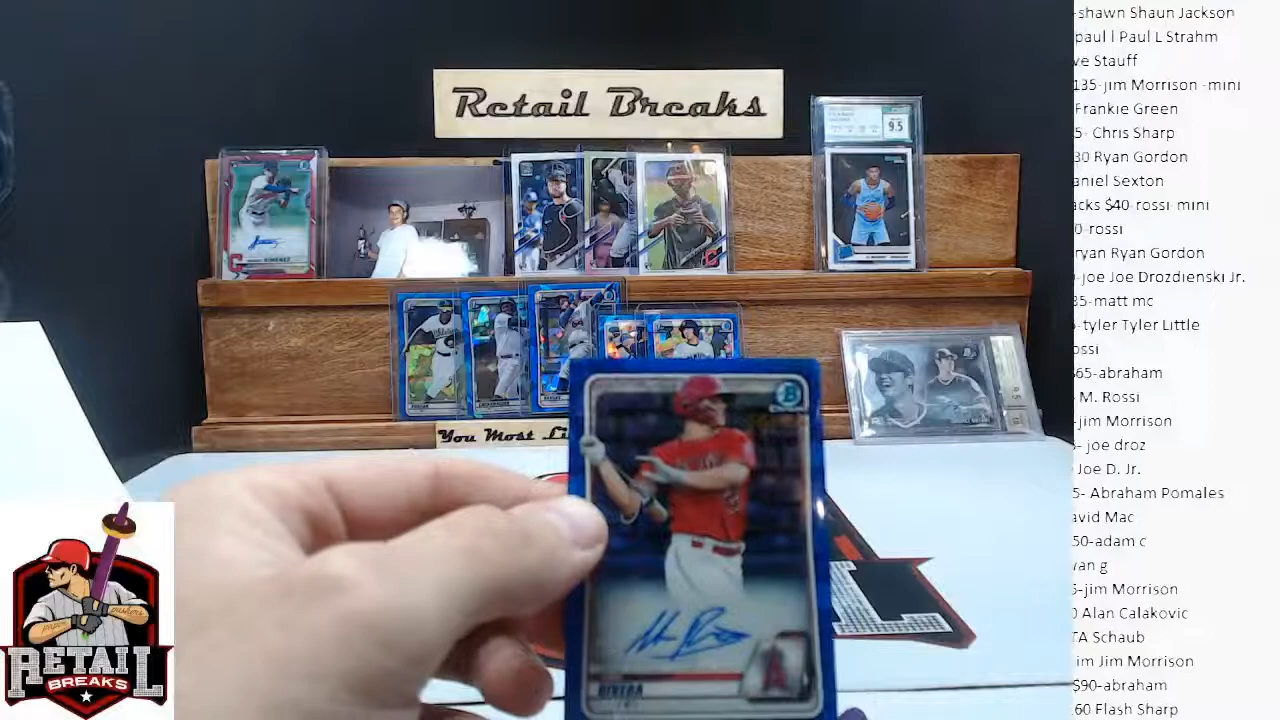 Retail Breaks
9.5
GIMENEZ
You Most Li
RIVERA
RETAIL
BREAKS
-shawn Shaun Jackson
paul l Paul L Strahm
ve Stauff
135-jim Morrison -mini
Frankie Green
5- Chris Sharp
30 Ryan Gordon
aniel Sexton
acks $40-rossi-mini
0-rossi
ryan Ryan Gordon
0-joe Joe Drozdienski Jr.
35-matt mc
-tyler Tyler Little
ossi
65-abraham
M. Rossi
-jim Morrison
- joe droz
Joe D. Jr.
5- Abraham Pomales
avid Mac
50-adam c
yan g
-jim Morrison
0 Alan Calakovic
TA Schaub
im Jim Morrison
$90-abraham
60 Flash Sharp